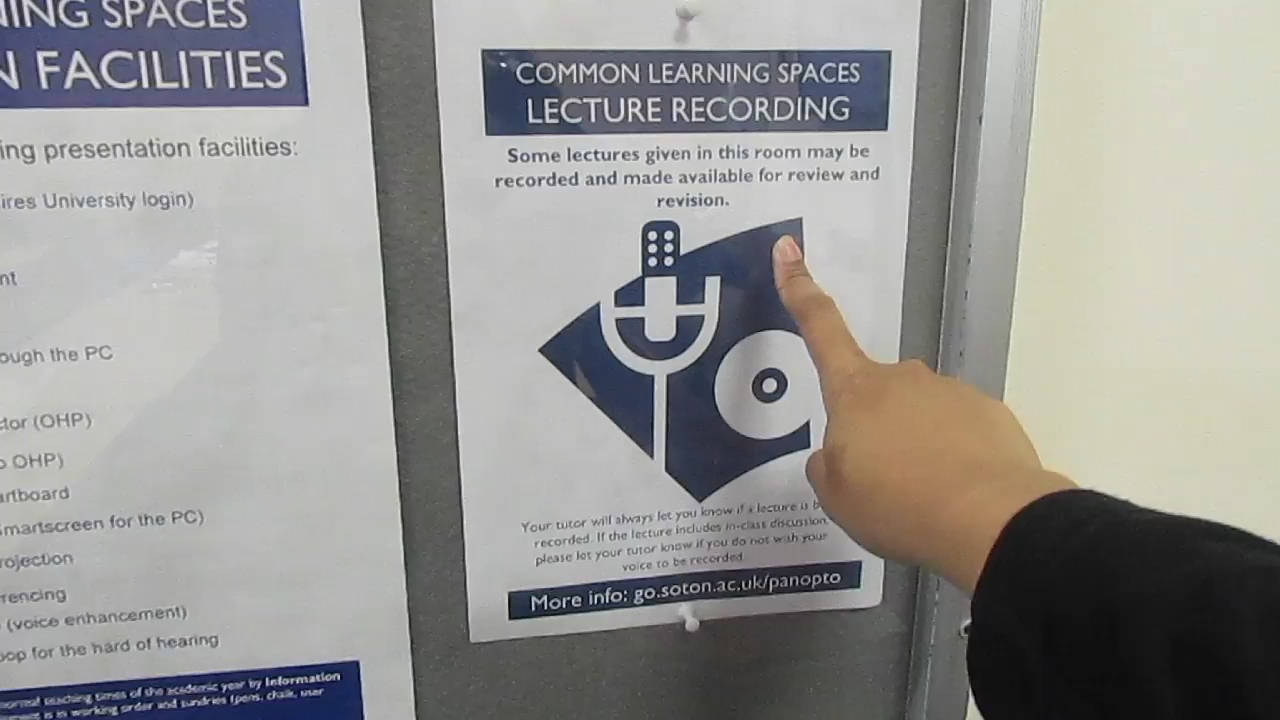 NING SPACES
N FACILITIES
ing presentation facilities:
ires University login)
nt
ough the PC
ctor (OHP)
o OHP)
artboard
Smartscreen for the PC)
rojection
rencing
(voice enhancement)
oop for the hard of hearing
normal teaching times of the academic year by Information
ment is in working order and sundries (pens, chalk, user
COMMON LEARNING SPACES
LECTURE RECORDING
Some lectures given in this room may be
recorded and made available for review and
revision.
Your tutor will always let you know if a lecture is b
recorded. If the lecture includes in-class discussion,
please let your tutor know if you do not wish your
voice to be recorded.
More info: go.soton.ac.uk/panopto